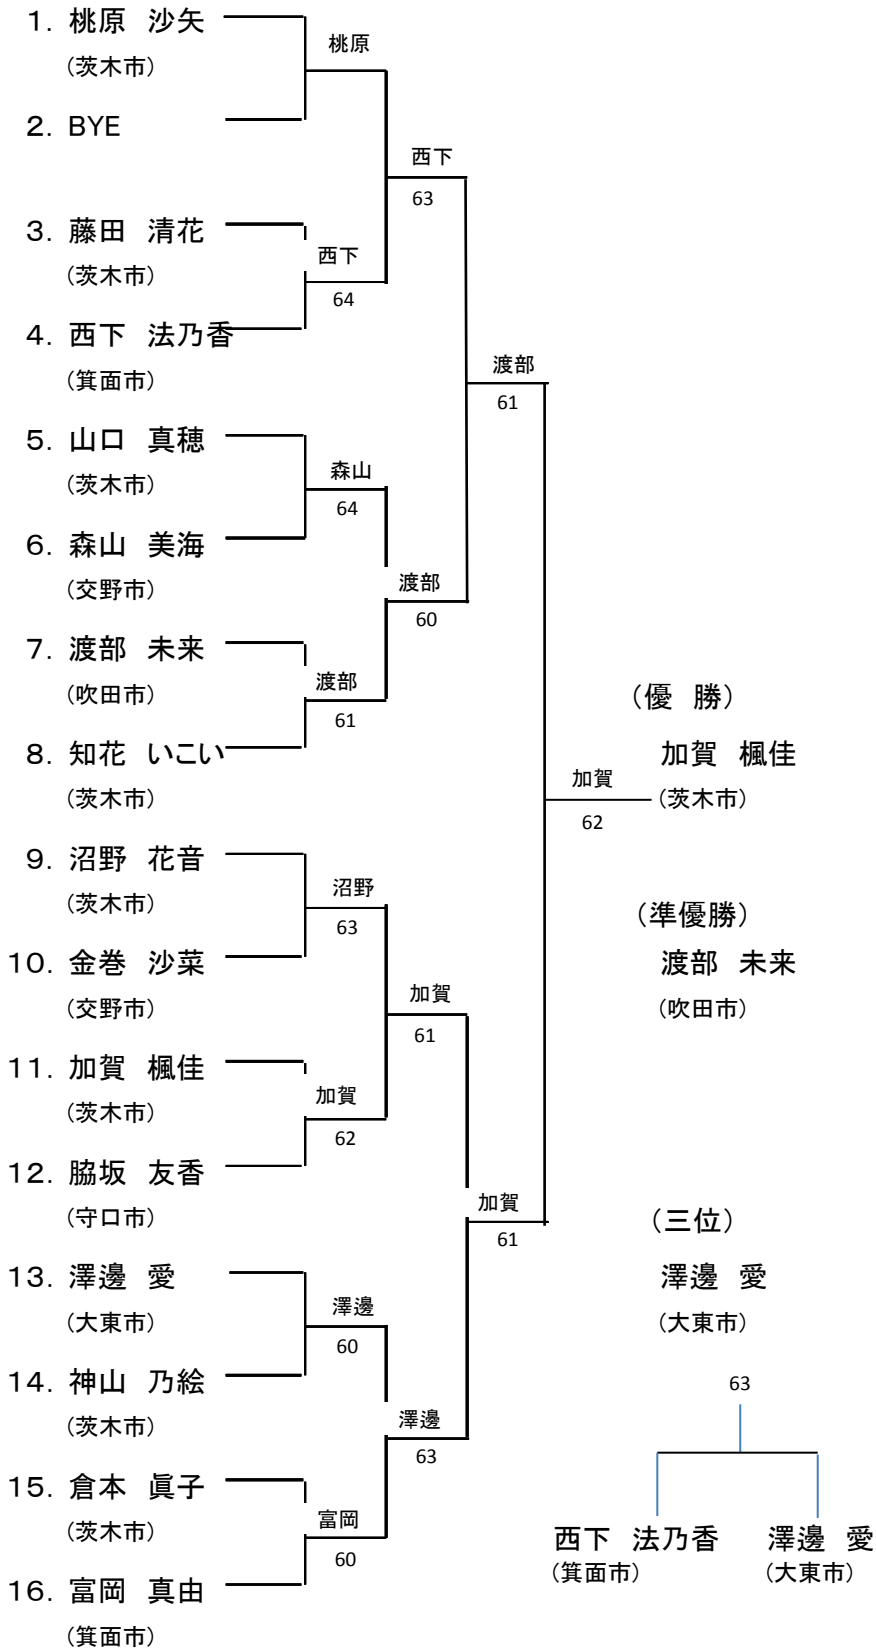 1. 桃原　沙矢
(茨木市)
桃原
2. BYE
西下
63
3. 藤田　清花
(茨木市)
西下
64
4. 西下　法乃香
(箕面市)
渡部
61
5. 山口　真穂
(茨木市)
森山
64
6. 森山　美海
(交野市)
渡部
60
7. 渡部　未来
(吹田市)
渡部
61
8. 知花　いこい
(茨木市)
加賀
62
(優　勝)
加賀　楓佳
(茨木市)
9. 沼野　花音
(茨木市)
沼野
63
10. 金巻　沙菜
(交野市)
加賀
61
(準優勝)
渡部　未来
(吹田市)
11. 加賀　楓佳
(茨木市)
加賀
62
12. 脇坂　友香
(守口市)
加賀
61
(三位)
澤邊　愛
(大東市)
13. 澤邊　愛
(大東市)
澤邊
60
14. 神山　乃絵
(茨木市)
澤邊
63
15. 倉本　眞子
(茨木市)
富岡
60
16. 富岡　真由
(箕面市)
63
西下　法乃香
(箕面市)
澤邊　愛
(大東市)